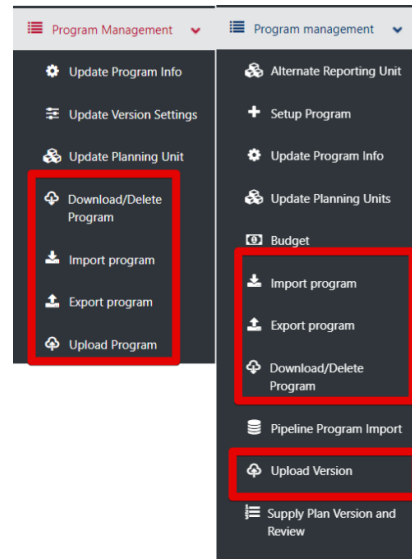 Program Management
Update Program Info
Update Version Settings
Update Planning Unit
Download/Delete
Program
Import program
Export program
Upload Program
Program management
Alternate Reporting Unit
Setup Program
Update Program Info
Update Planning Units
Budget
Import program
Export program
Download/Delete
Program
Pipeline Program Import
Upload Version
Supply Plan Version and
Review